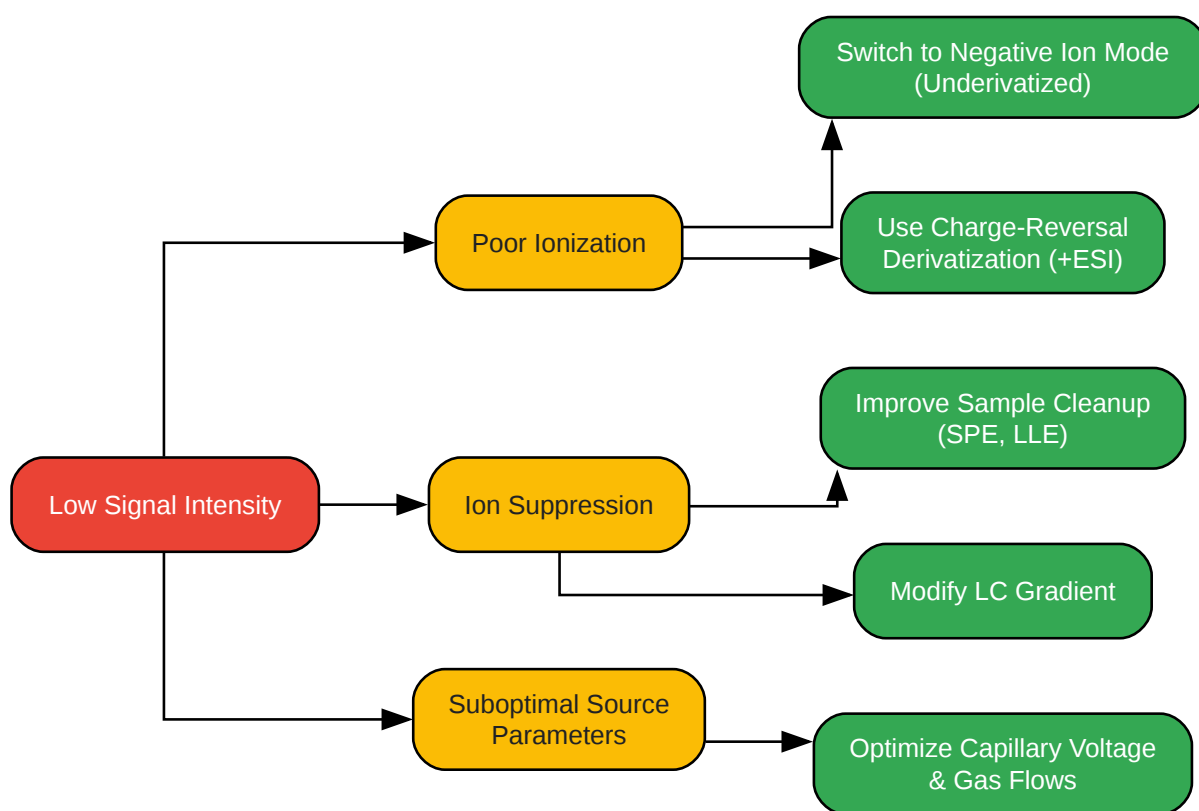 Switch to Negative Ion Mode
(Underivatized)
Use Charge-Reversal
Derivatization (+ESI)
Poor Ionization
Improve Sample Cleanup
(SPE, LLE)
Low Signal Intensity
Ion Suppression
Modify LC Gradient
Suboptimal Source
Parameters
Optimize Capillary Voltage
& Gas Flows